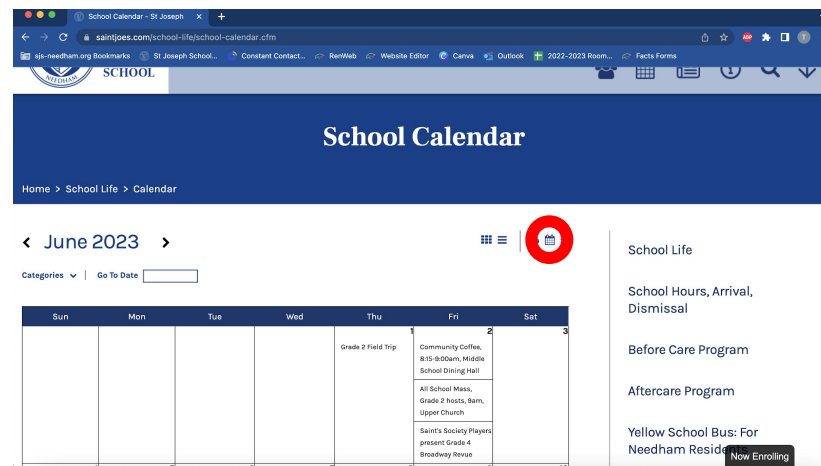 School Calendar - St Joseph
saintjoes.com/school-life/school-calendar.cfm
ABP
T
sjs-needham.org Bookmarks
St Joseph School...
Constant Contact...
RenWeb
Website Editor
Canva
Outlook
2022-2023 Room...
Facts Forms
NEEDHAM
SCHOOL
School Calendar
Home > School Life > Calendar
June 2023
Categories
Go To Date
Sun Mon Tue Wed Thu Fri Sat
1 2 3
Grade 2 Field Trip
Community Coffee,
8:15-9:00am, Middle
School Dining Hall
All School Mass,
Grade 2 hosts, 9am,
Upper Church
Saint's Society Players
present Grade 4
Broadway Revue
School Life
School Hours, Arrival,
Dismissal
Before Care Program
Aftercare Program
Yellow School Bus: For
Needham Residents
Now Enrolling